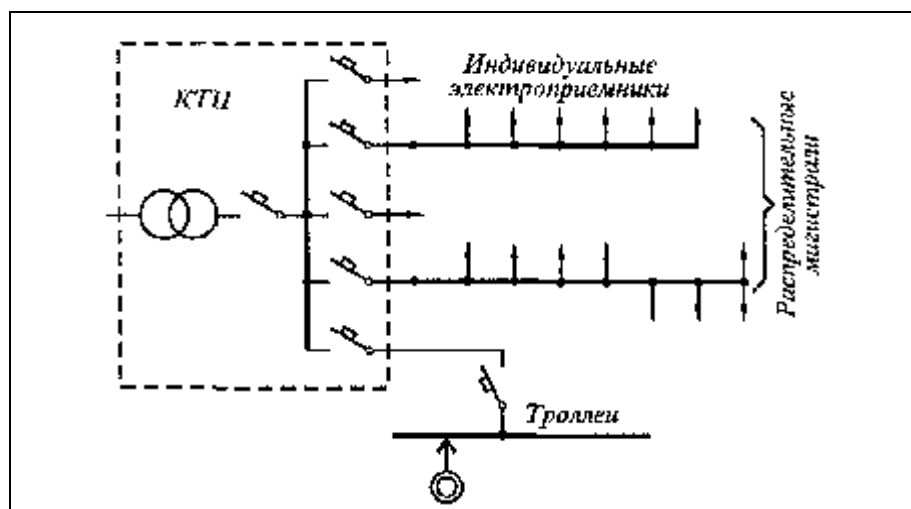 КТП
Индивидуальные
электроприемники
Распределительные
магистрали
Троллеи